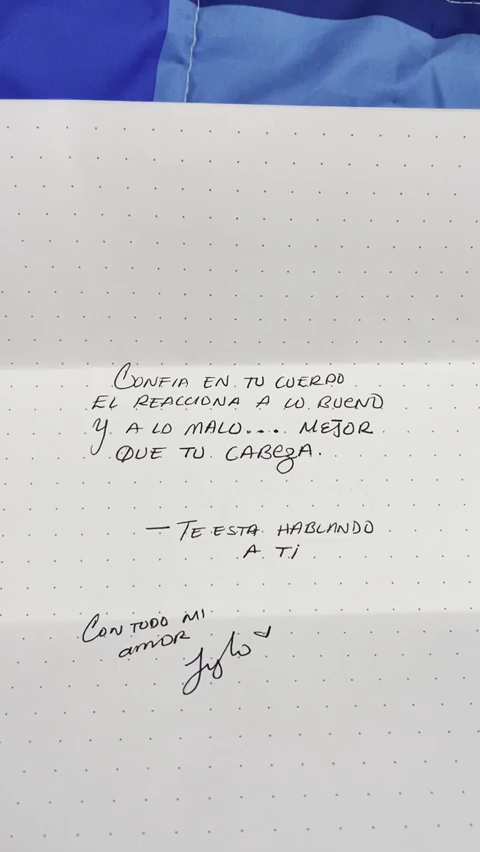 CONFIA EN TU CUERPO
EL REACCIONA A LO BUENO
Y A LO MALO.... MEJOR
QUE TU CABEZA.
— TE ESTA HABLANDO
A Ti
CON TODO MI
amOR